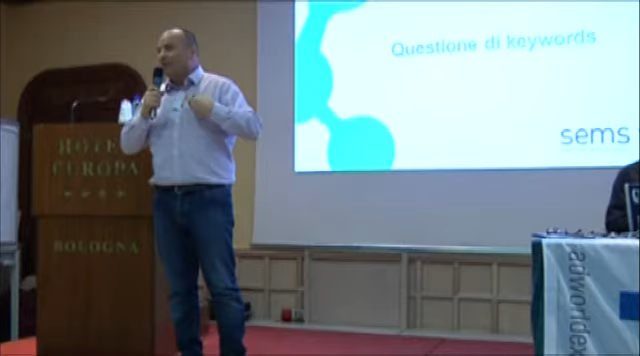 Questione di keywords
sems
HOTEL
EUROPA
BOLOGNA
adworldex